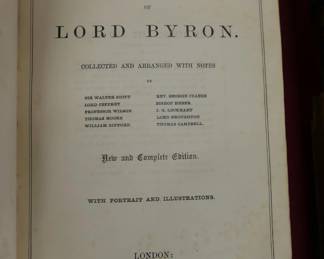 OF
LORD BYRON.
COLLECTED AND ARRANGED WITH NOTES
BY
SIR WALTER SCOTT REV. GEORGE CRABBE
LORD JEFFREY BISHOP HEBER
PROFESSOR WILSON J. G. LOCKHART
THOMAS MOORE LORD BROUGHTON
WILLIAM GIFFORD THOMAS CAMPBELL
New and Complete Edition.
WITH PORTRAIT AND ILLUSTRATIONS.
LONDON: